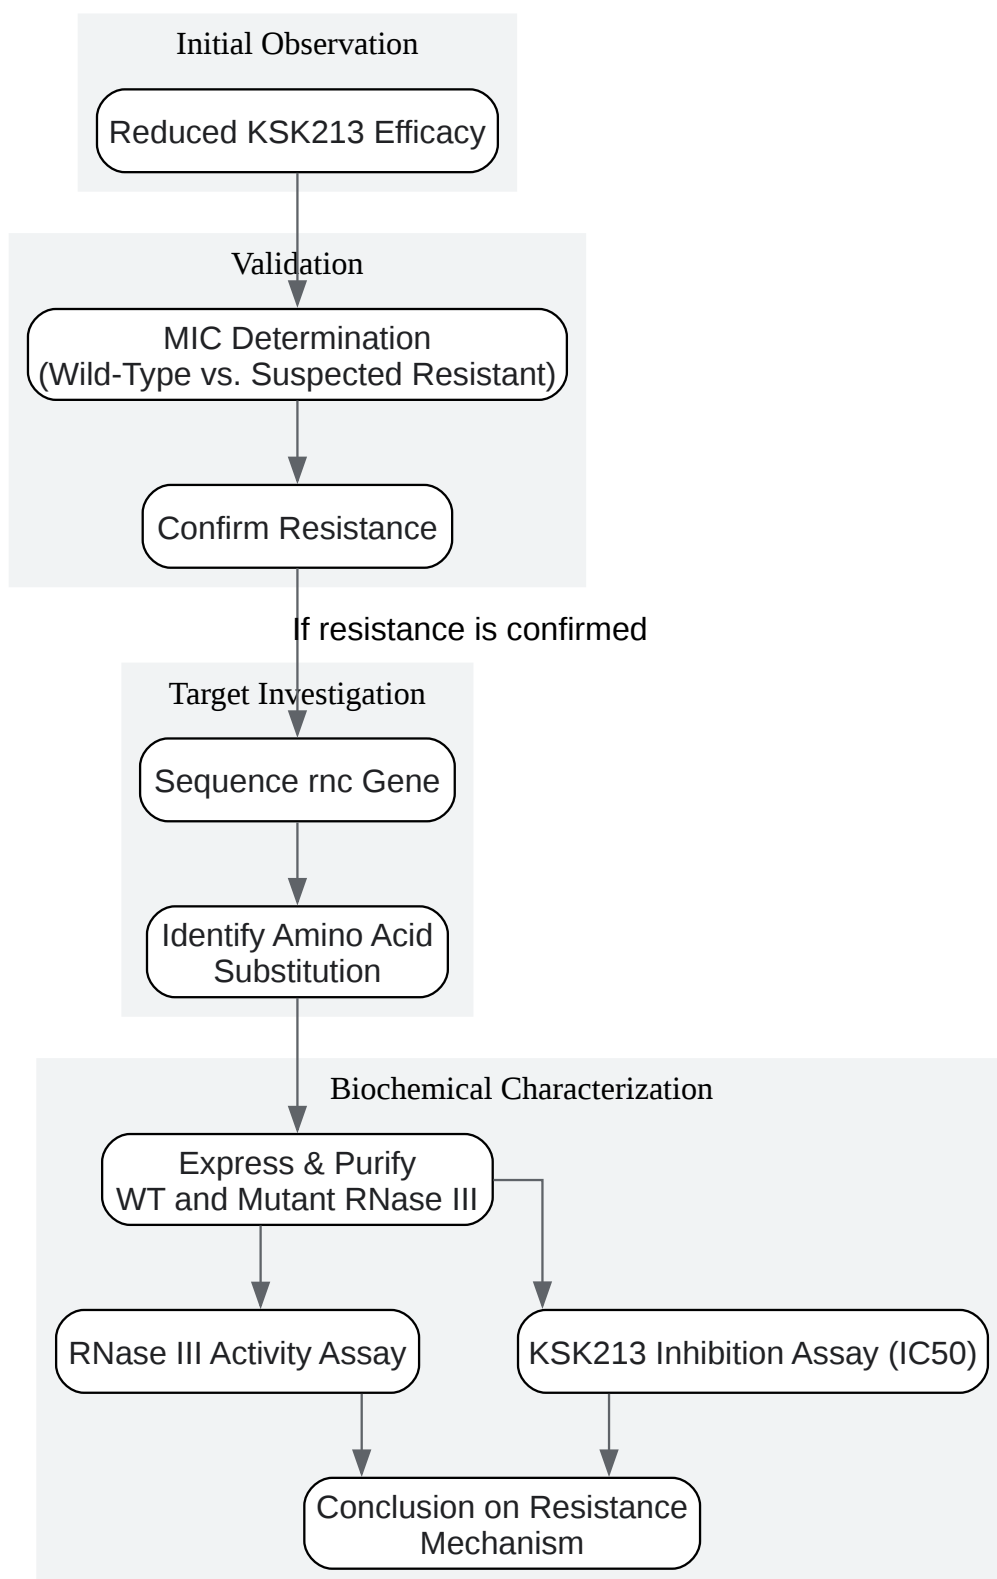 Initial Observation
Reduced KSK213 Efficacy
Validation
MIC Determination
(Wild-Type vs. Suspected Resistant)
Confirm Resistance
If resistance is confirmed
Target Investigation
Sequence rnc Gene
Identify Amino Acid
Substitution
Biochemical Characterization
Express & Purify
WT and Mutant RNase III
RNase III Activity Assay
KSK213 Inhibition Assay (IC50)
Conclusion on Resistance
Mechanism